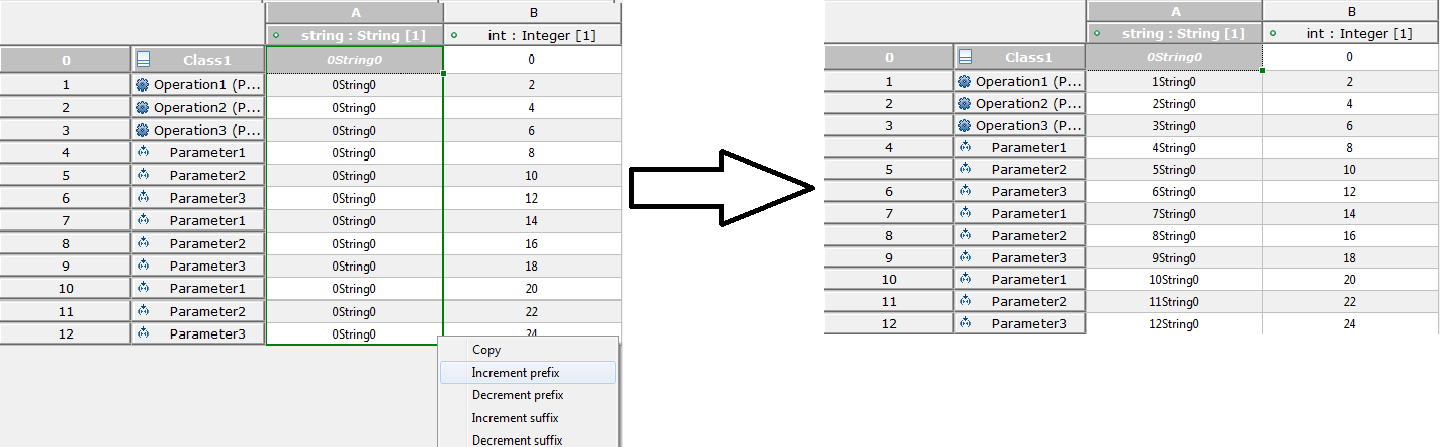 A B
string : String [1] int : Integer [1]
0 Class1 0String0 0
1 Operation1 (P... 0String0 2
2 Operation2 (P... 0String0 4
3 Operation3 (P... 0String0 6
4 Parameter1 0String0 8
5 Parameter2 0String0 10
6 Parameter3 0String0 12
7 Parameter1 0String0 14
8 Parameter2 0String0 16
9 Parameter3 0String0 18
10 Parameter1 0String0 20
11 Parameter2 0String0 22
12 Parameter3 0String0 24
Copy
Increment prefix
Decrement prefix
Increment suffix
Decrement suffix
A B
string : String [1] int : Integer [1]
0 Class1 0String0 0
1 Operation1 (P... 1String0 2
2 Operation2 (P... 2String0 4
3 Operation3 (P... 3String0 6
4 Parameter1 4String0 8
5 Parameter2 5String0 10
6 Parameter3 6String0 12
7 Parameter1 7String0 14
8 Parameter2 8String0 16
9 Parameter3 9String0 18
10 Parameter1 10String0 20
11 Parameter2 11String0 22
12 Parameter3 12String0 24